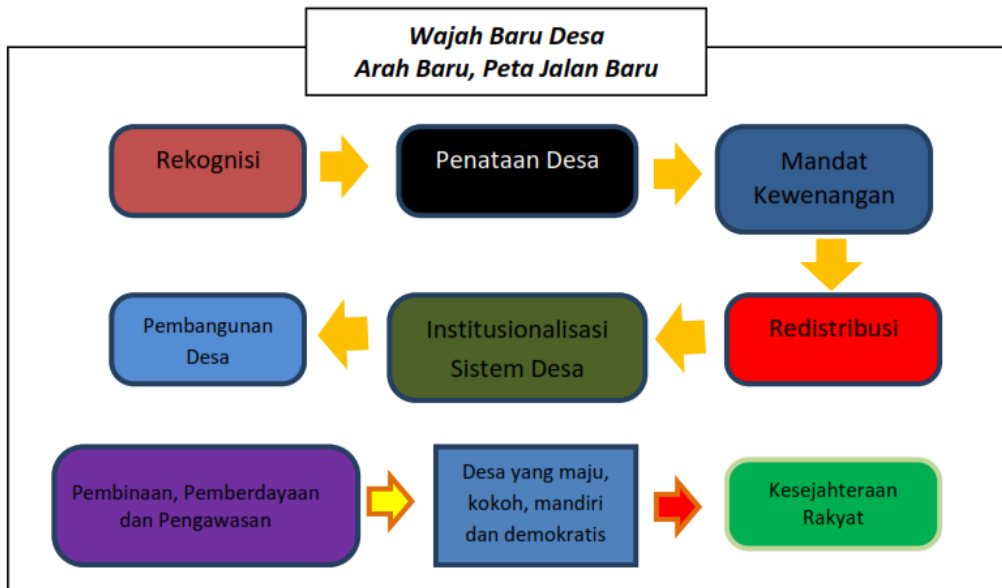 Wajah Baru Desa
Arah Baru, Peta Jalan Baru
Rekognisi
Penataan Desa
Mandat
Kewenangan
Pembangunan
Desa
Institusionalisasi
Sistem Desa
Redistribusi
Pembinaan, Pemberdayaan
dan Pengawasan
Desa yang maju,
kokoh, mandiri
dan demokratis
Kesejahteraan
Rakyat